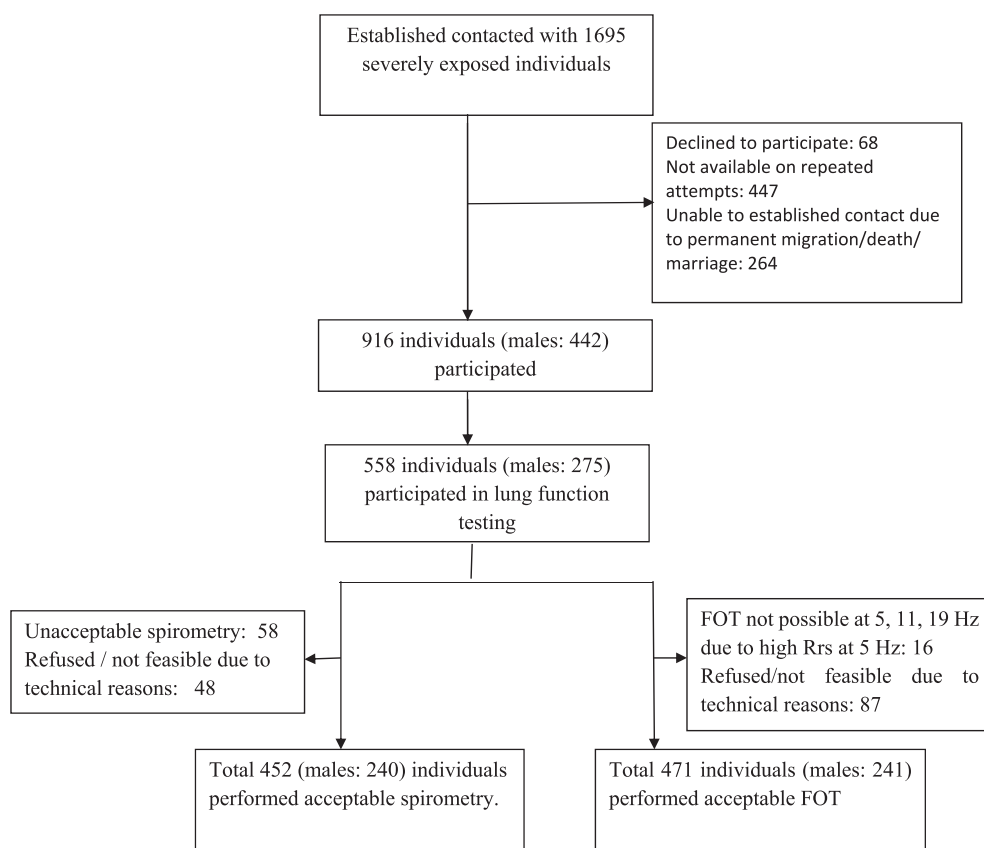 Established contacted with 1695
severely exposed individuals
Declined to participate: 68
Not available on repeated
attempts: 447
Unable to established contact due
to permanent migration/death/
marriage: 264
916 individuals (males: 442)
participated
558 individuals (males: 275)
participated in lung function
testing
Unacceptable spirometry: 58
Refused / not feasible due to
technical reasons: 48
FOT not possible at 5, 11, 19 Hz
due to high Rrs at 5 Hz: 16
Refused/not feasible due to
technical reasons: 87
Total 452 (males: 240) individuals
performed acceptable spirometry.
Total 471 individuals (males: 241)
performed acceptable FOT